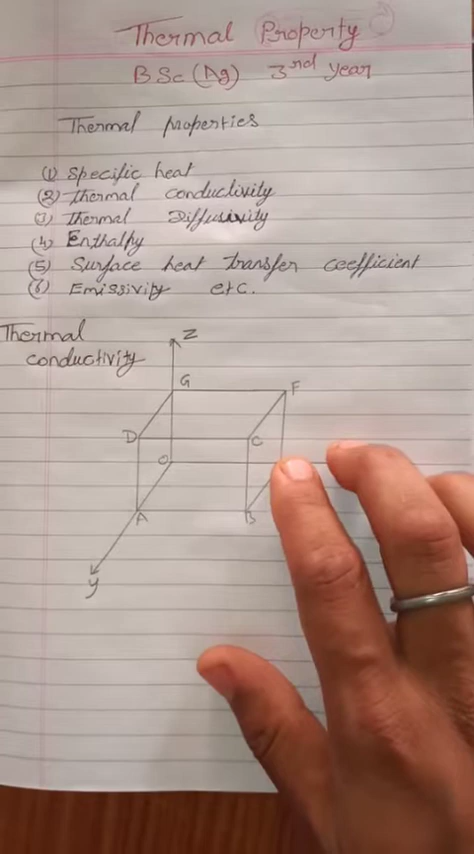 Thermal Property
BSc (Ag) 3rd year
Thermal properties
(1) Specific heat
(2) Thermal conductivity
(3) Thermal Diffusivity
(4) Enthalpy
(5) Surface heat transfer coefficient
(6) Emissivity etc.
Thermal
conductivity
Z
G
F
D
C
O
A
B
y